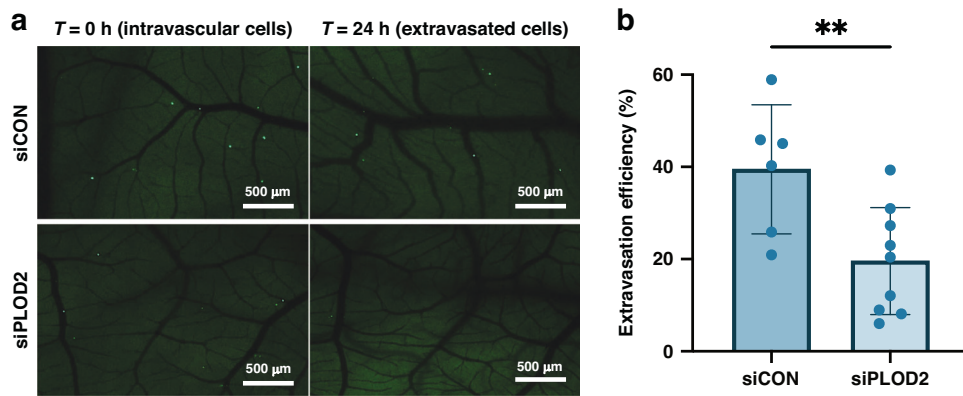 a
T = 0 h (intravascular cells)
T = 24 h (extravasated cells)
siCON
500 µm
500 µm
siPLOD2
500 µm
500 µm
b
**
Extravasation efficiency (%)
60
40
20
0
siCON
siPLOD2